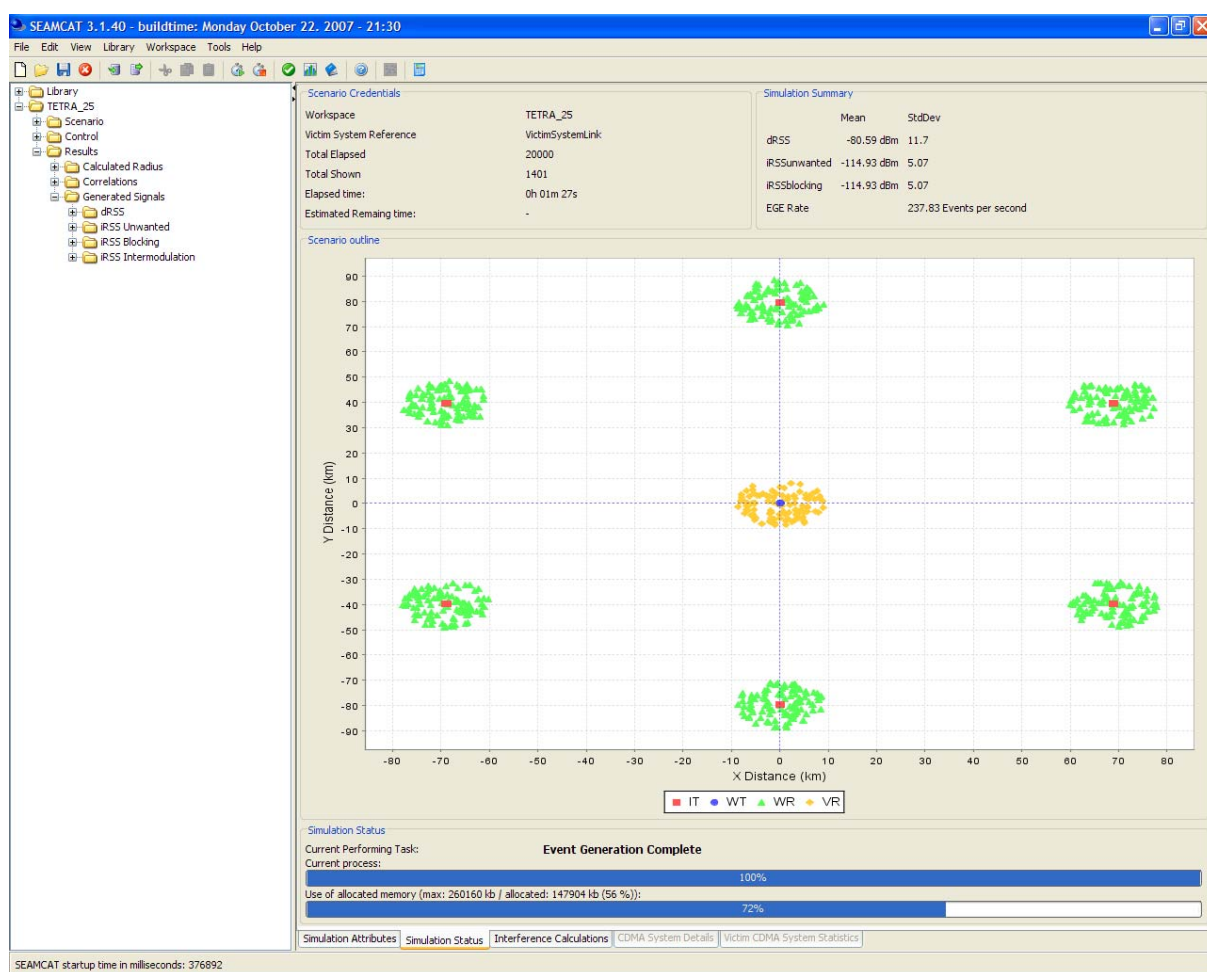 SEAMCAT 3.1.40 - buildtime: Monday October 22. 2007 - 21:30
File Edit View Library Workspace Tools Help
Library
TETRA_25
Scenario
Control
Results
Calculated Radius
Correlations
Generated Signals
dRSS
iRSS Unwanted
iRSS Blocking
iRSS Intermodulation
Scenario Credentials
Workspace TETRA_25
Victim System Reference VictimSystemLink
Total Elapsed 20000
Total Shown 1401
Elapsed time: 0h 01m 27s
Estimated Remaing time: -
Simulation Summary
Mean StdDev
dRSS -80.59 dBm 11.7
iRSSunwanted -114.93 dBm 5.07
iRSSblocking -114.93 dBm 5.07
EGE Rate 237.83 Events per second
Scenario outline
90
80
70
60
50
40
30
20
10
0
-10
-20
-30
-40
-50
-60
-70
-80
-90
Y Distance (km)
-80 -70 -60 -50 -40 -30 -20 -10 0 10 20 30 40 50 60 70 80
X Distance (km)
IT WT WR VR
Simulation Status
Current Performing Task: Event Generation Complete
Current process:
100%
Use of allocated memory (max: 260160 kb / allocated: 147904 kb (56 %)):
72%
Simulation Attributes Simulation Status Interference Calculations CDMA System Details Victim CDMA System Statistics
SEAMCAT startup time in milliseconds: 376892